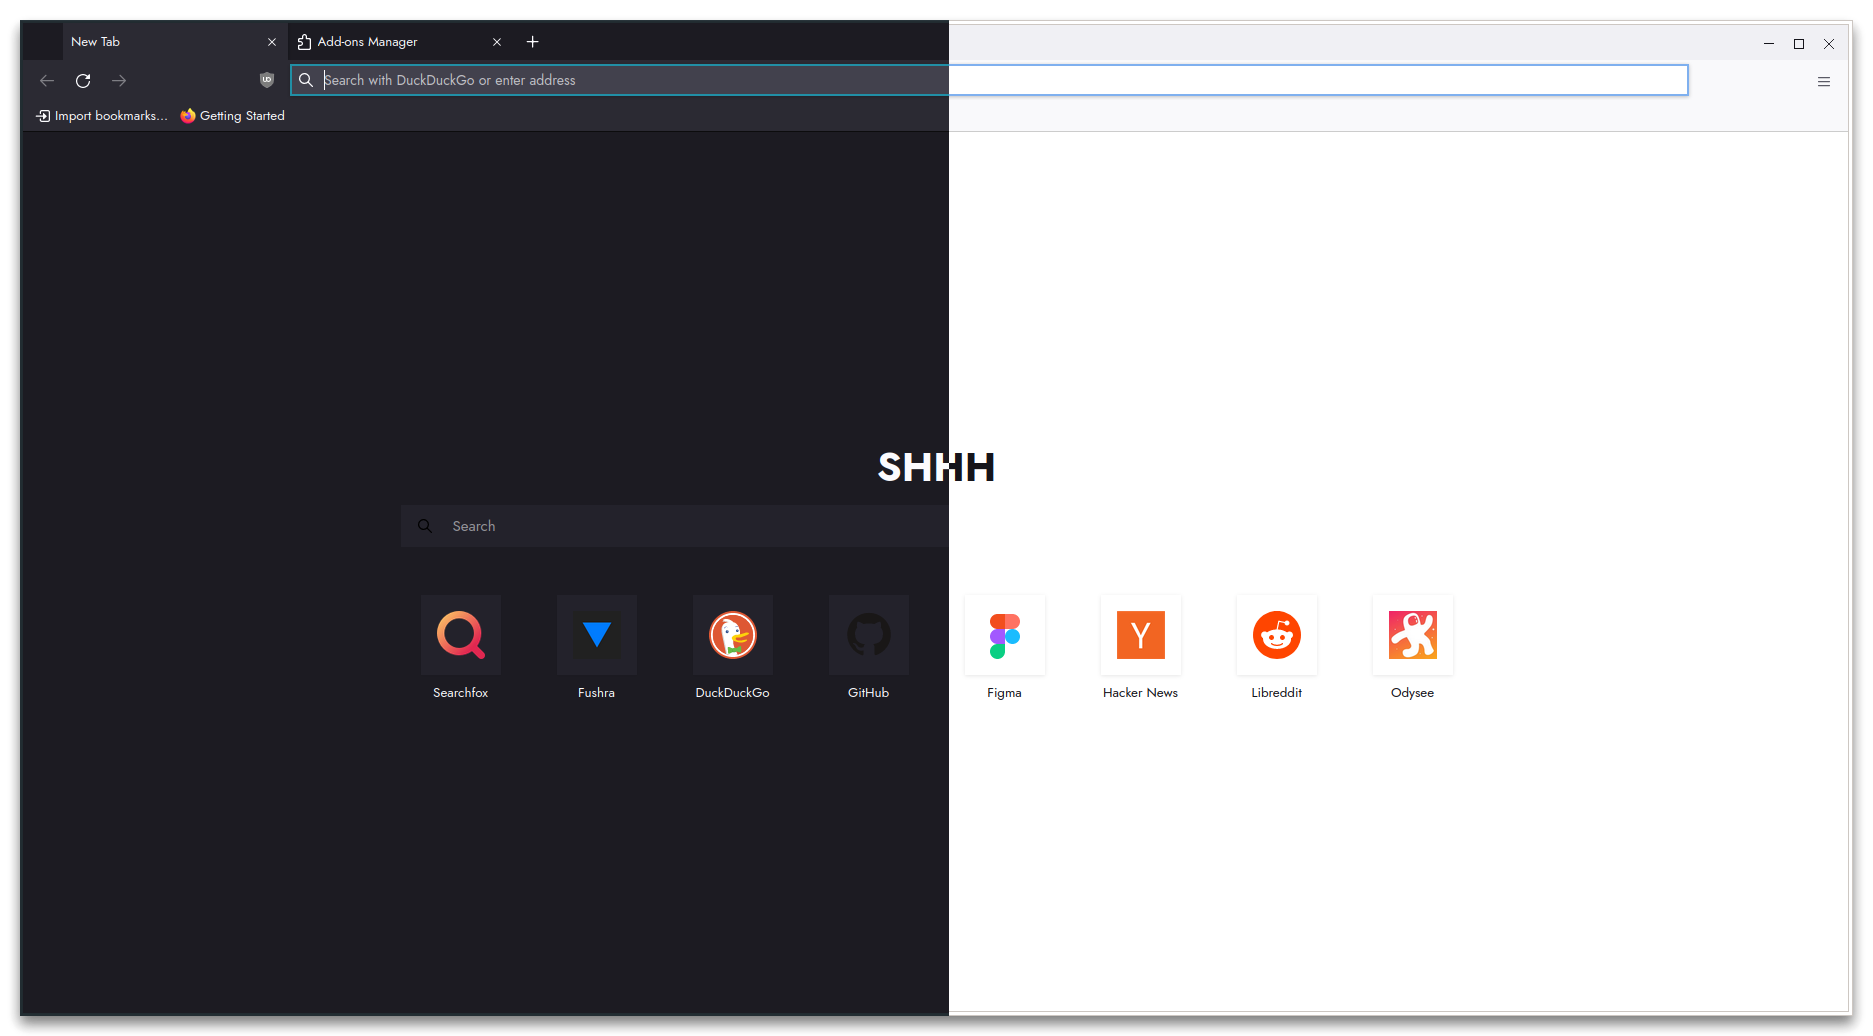 New Tab
Add-ons Manager
Search with DuckDuckGo or enter address
Import bookmarks...
Getting Started
SHHH
Search
Y
Searchfox
Fushra
DuckDuckGo
GitHub
Figma
Hacker News
Libreddit
Odysee